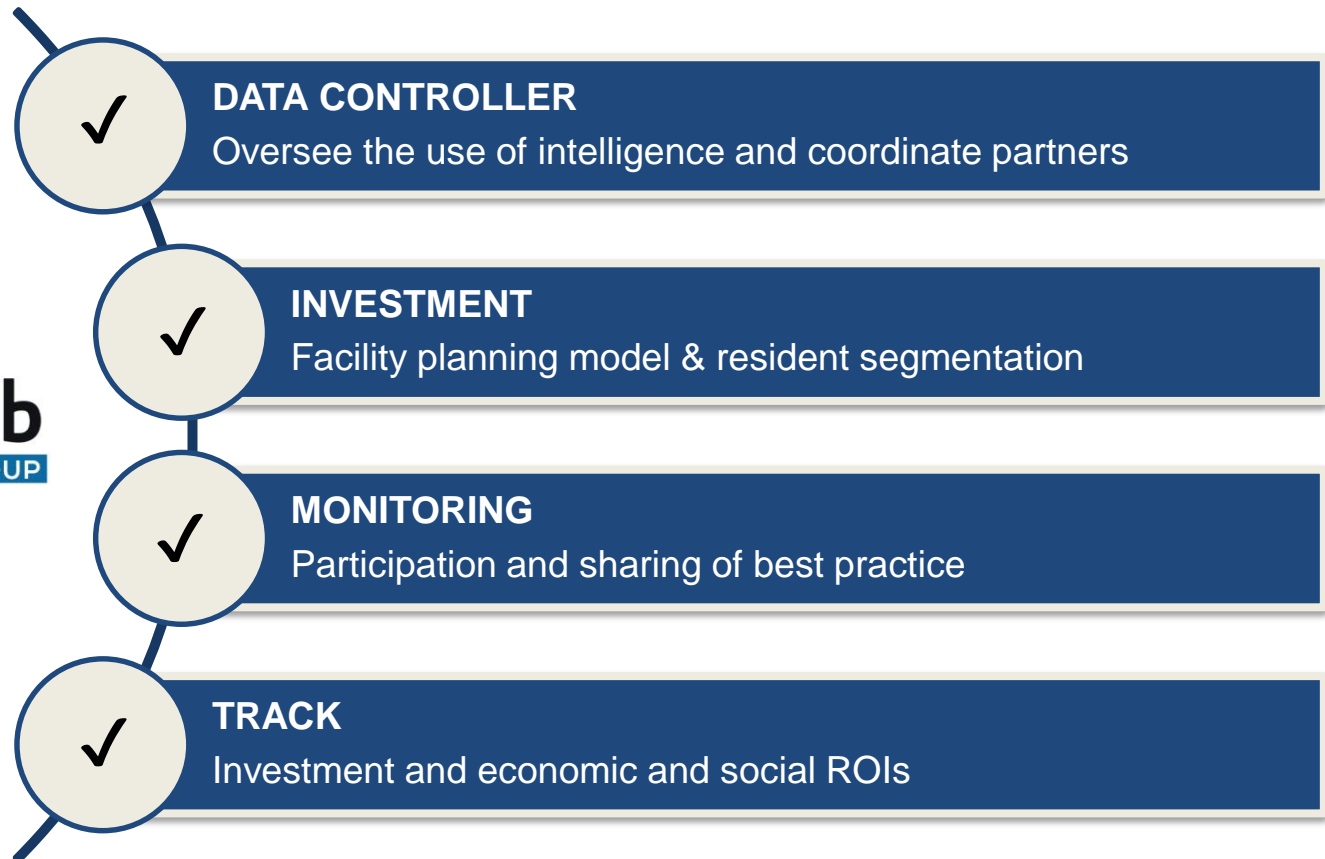 DATA CONTROLLER
Oversee the use of intelligence and coordinate partners
INVESTMENT
Facility planning model & resident segmentation
b
UP
MONITORING
Participation and sharing of best practice
TRACK
Investment and economic and social ROIs